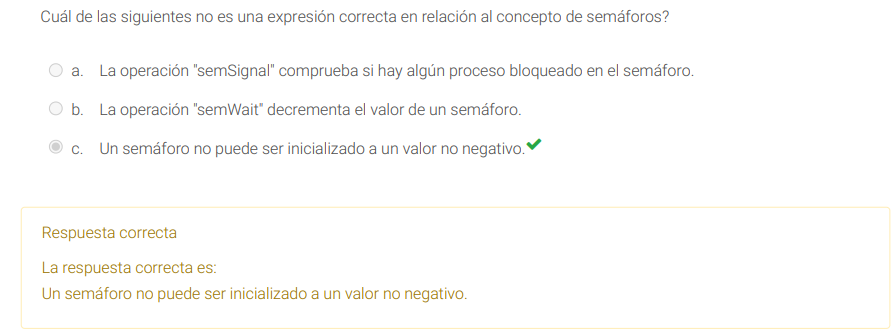 Cuál de las siguientes no es una expresión correcta en relación al concepto de semáforos?
a. La operación "semSignal" comprueba si hay algún proceso bloqueado en el semáforo.
b. La operación "semWait" decrementa el valor de un semáforo.
c. Un semáforo no puede ser inicializado a un valor no negativo.
Respuesta correcta
La respuesta correcta es:
Un semáforo no puede ser inicializado a un valor no negativo.